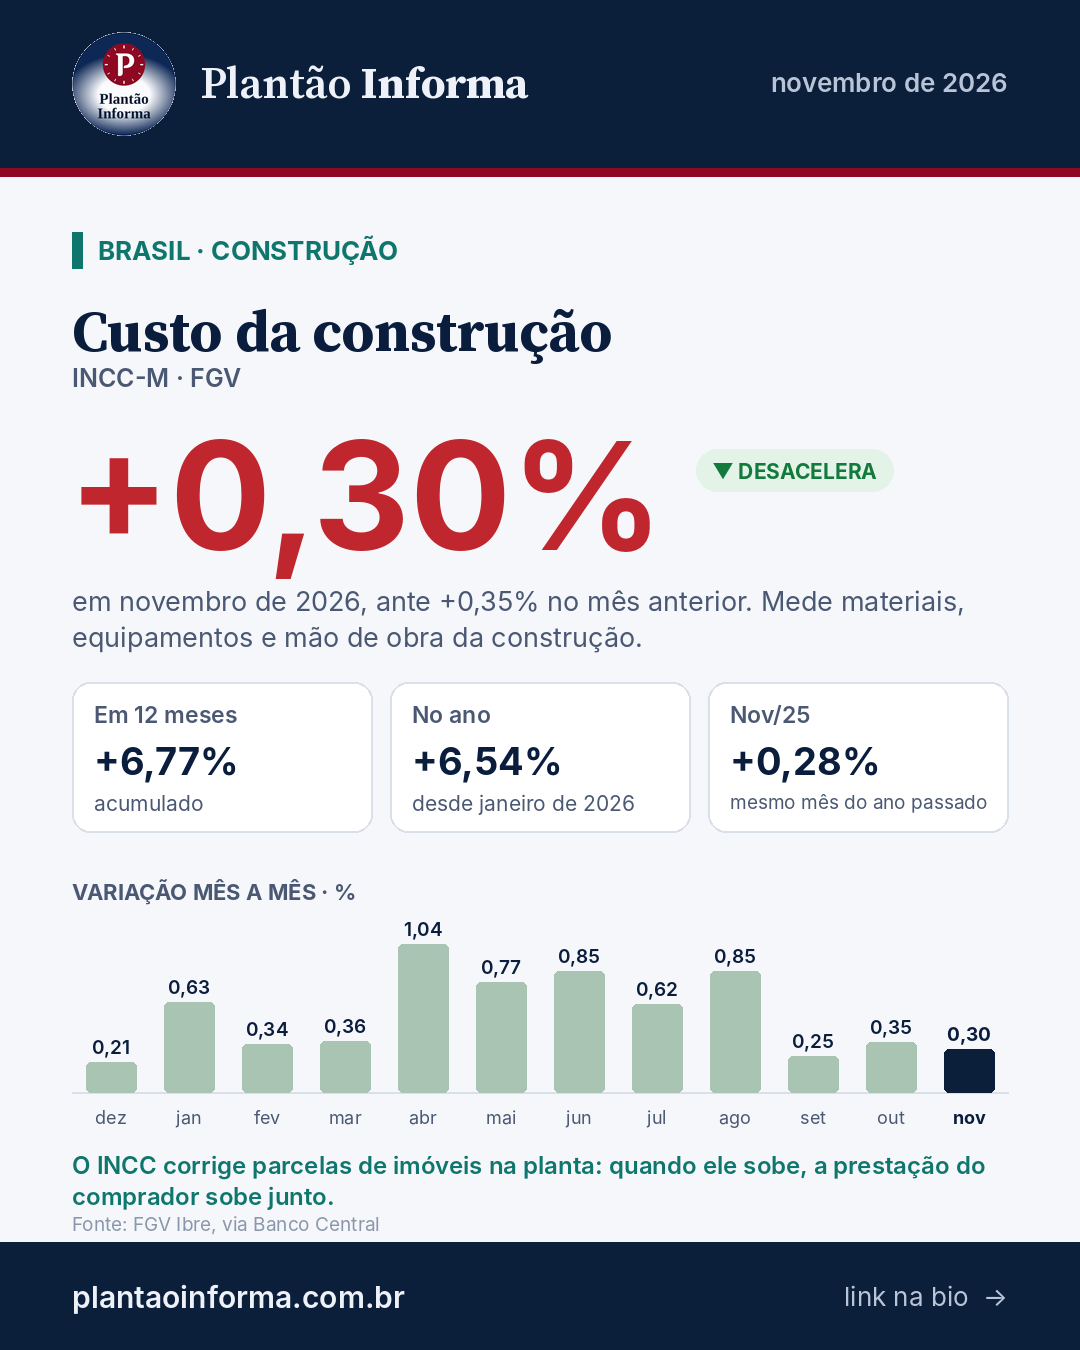 P
Plantão
Informa
Plantão Informa
novembro de 2026
BRASIL · CONSTRUÇÃO
Custo da construção
INCC-M · FGV
+0,30%
▼ DESACELERA
em novembro de 2026, ante +0,35% no mês anterior. Mede materiais,
equipamentos e mão de obra da construção.
Em 12 meses
+6,77%
acumulado
No ano
+6,54%
desde janeiro de 2026
Nov/25
+0,28%
mesmo mês do ano passado
VARIAÇÃO MÊS A MÊS · %
0,21
0,63
0,34
0,36
1,04
0,77
0,85
0,62
0,85
0,25
0,35
0,30
dez
jan
fev
mar
abr
mai
jun
jul
ago
set
out
nov
O INCC corrige parcelas de imóveis na planta: quando ele sobe, a prestação do
comprador sobe junto.
Fonte: FGV Ibre, via Banco Central
plantaoinforma.com.br
link na bio →